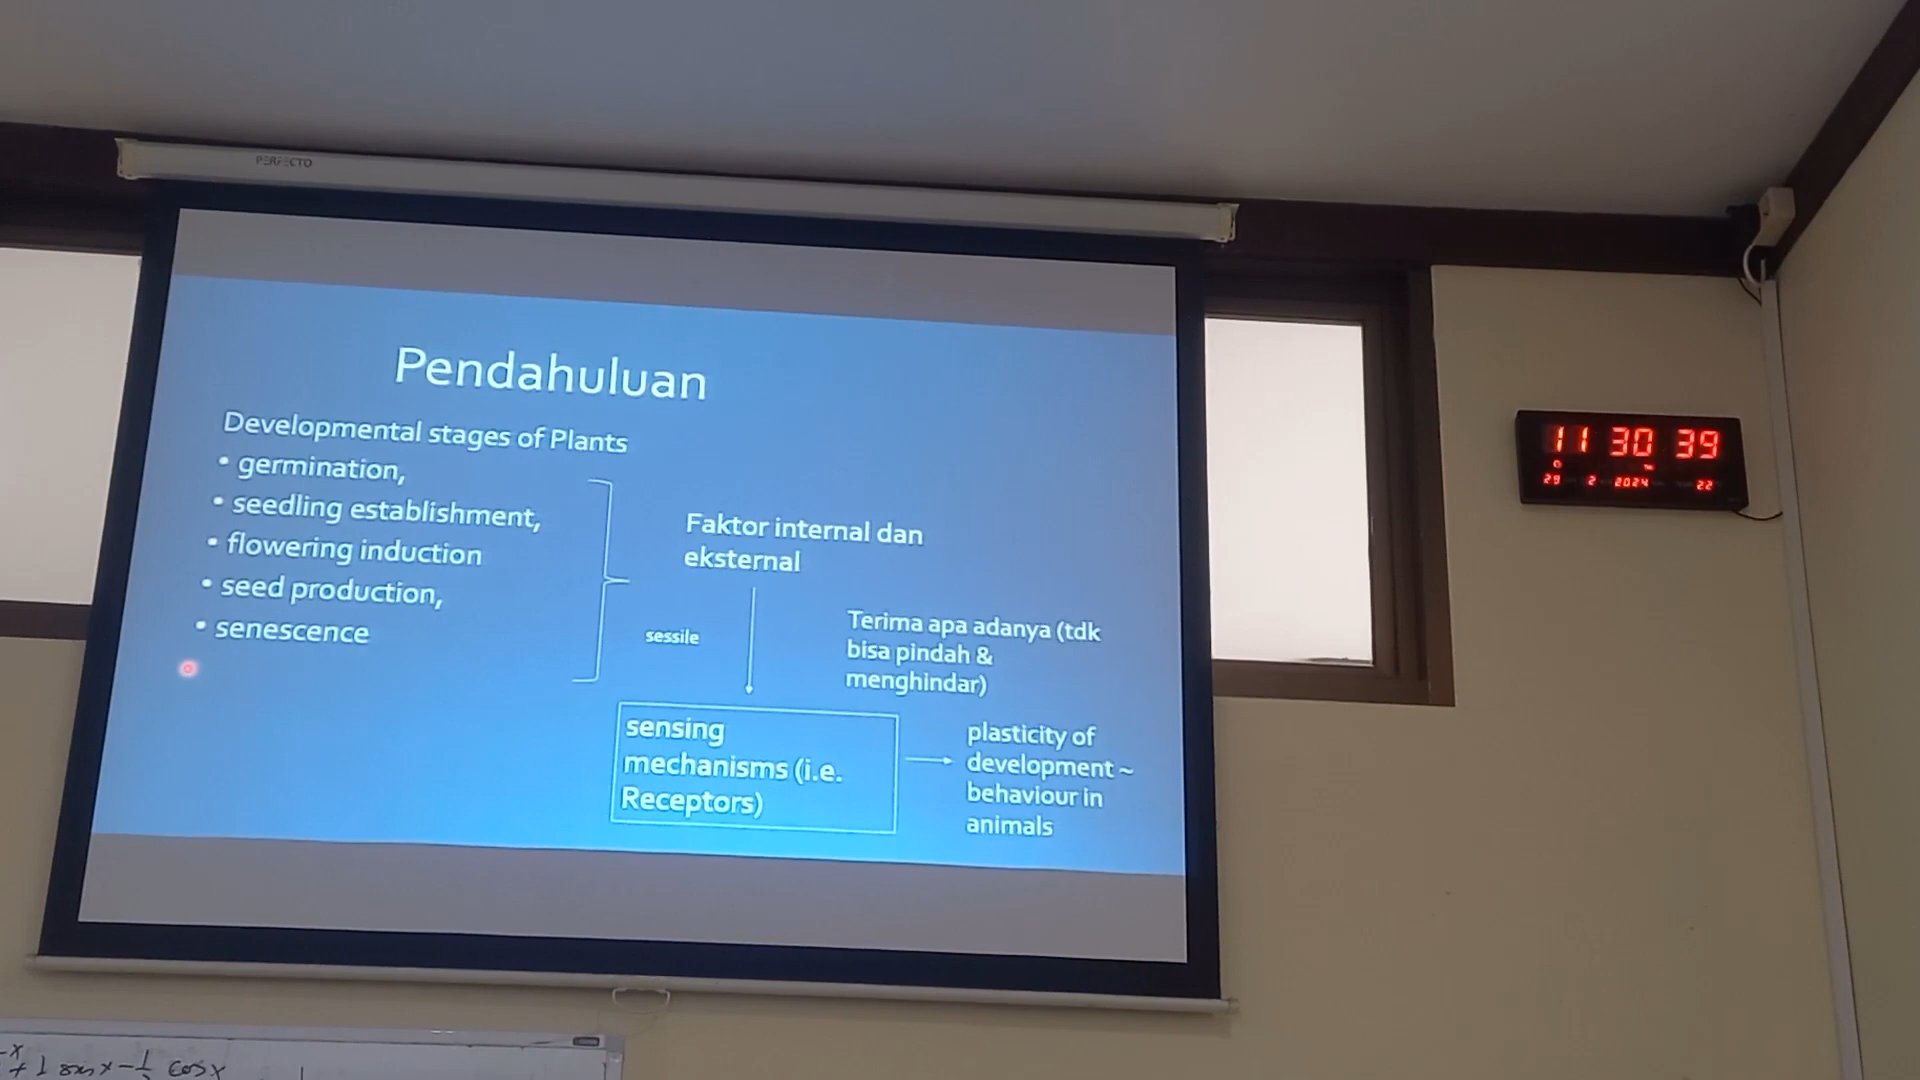 PERFECTO
Pendahuluan
Developmental stages of Plants
• germination,
• seedling establishment,
• flowering induction
• seed production,
• senescence
Faktor internal dan
eksternal
sessile
Terima apa adanya (tdk
bisa pindah &
menghindar)
sensing
mechanisms (i.e.
Receptors)
plasticity of
development ~
behaviour in
animals
11 30 39
29 2 2024 22